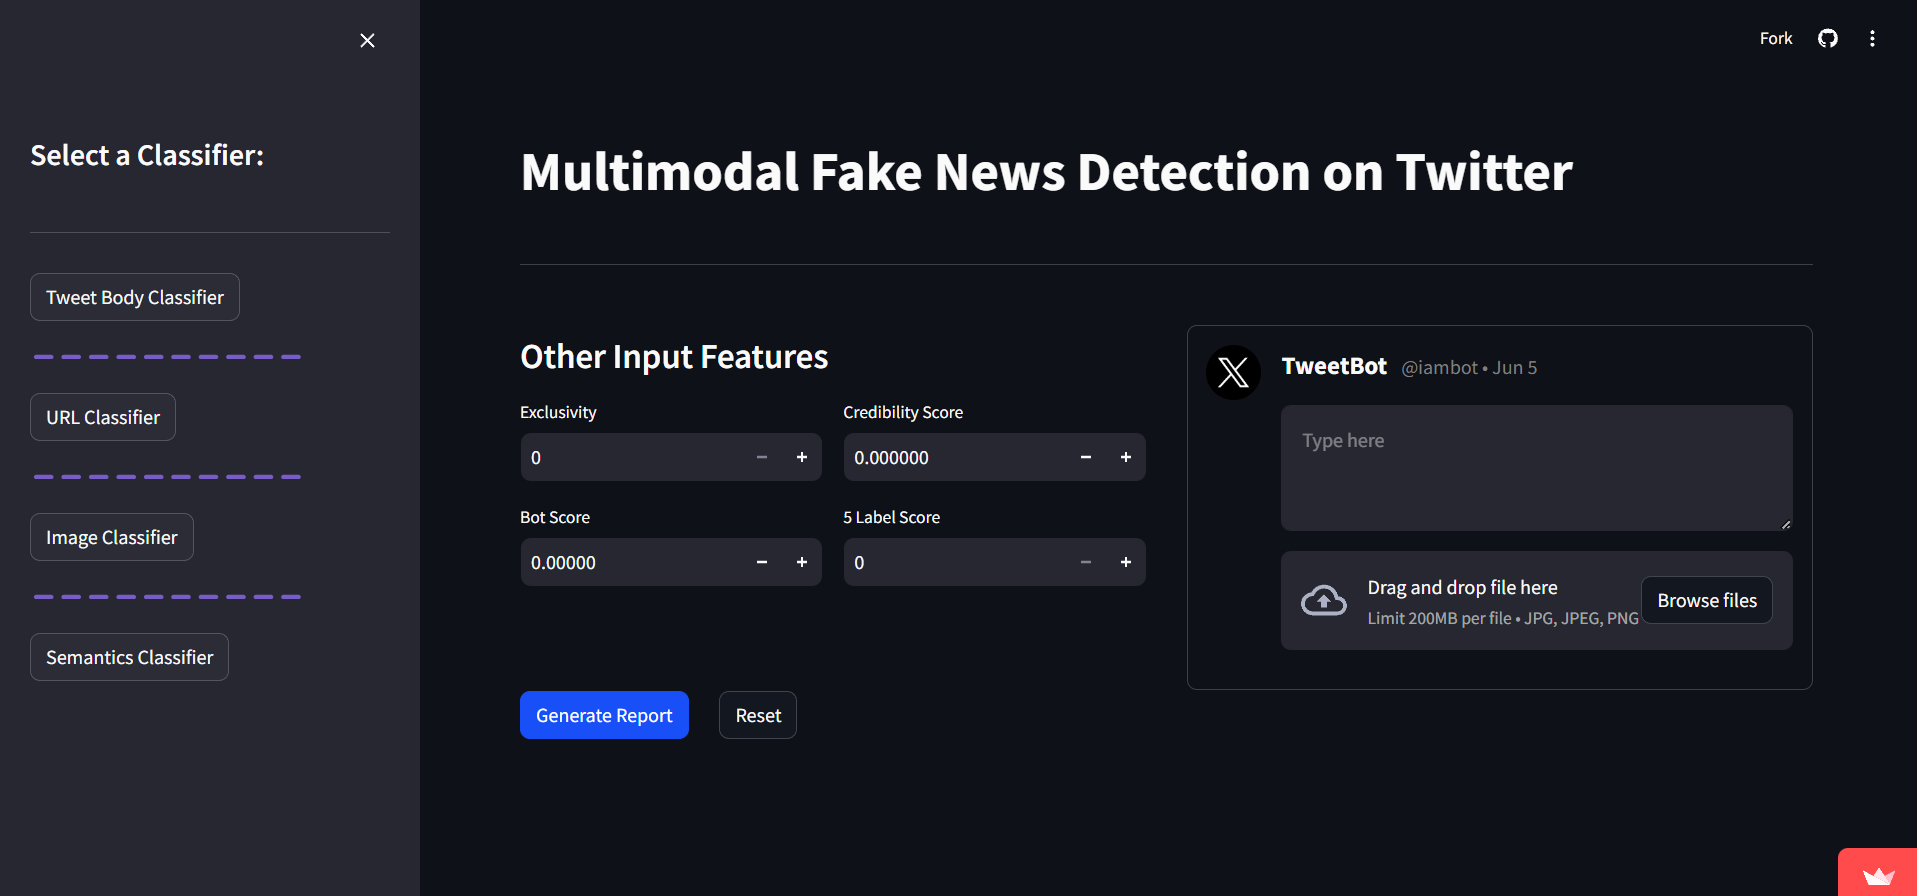 Fork
Select a Classifier:
Tweet Body Classifier
URL Classifier
Image Classifier
Semantics Classifier
Multimodal Fake News Detection on Twitter
Other Input Features
Exclusivity
0
Credibility Score
0.000000
Bot Score
0.00000
5 Label Score
0
Generate Report
Reset
TweetBot @iambot • Jun 5
Type here
Drag and drop file here
Limit 200MB per file • JPG, JPEG, PNG
Browse files